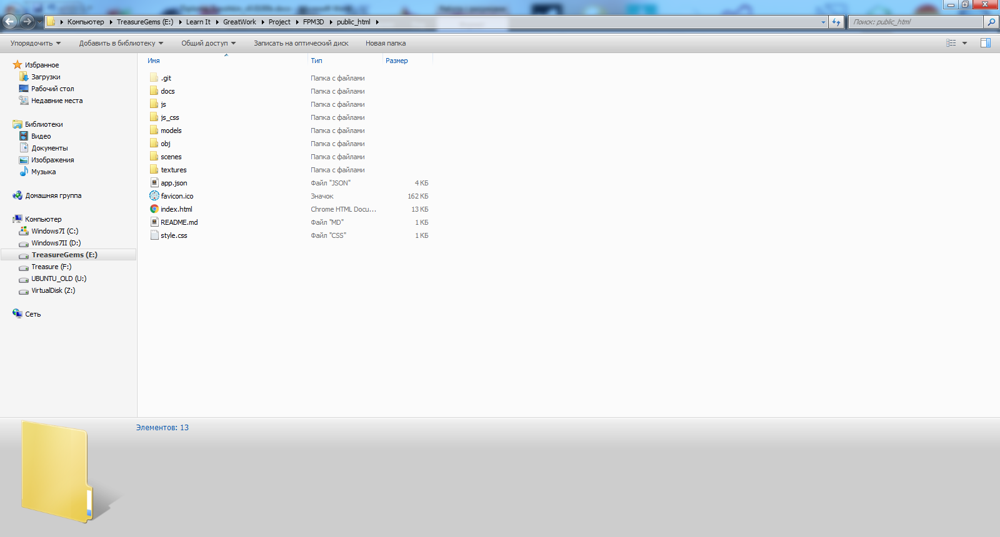 Компьютер TreasureGems (E:) Learn It GreatWork Project FPM3D public_html
Поиск: public_html
Упорядочить Добавить в библиотеку Общий доступ Записать на оптический диск Новая папка
Избранное
Загрузки
Рабочий стол
Недавние места
Библиотеки
Видео
Документы
Изображения
Музыка
Домашняя группа
Компьютер
Windows7I (C:)
Windows7II (D:)
TreasureGems (E:)
Treasure (F:)
UBUNTU_OLD (U:)
VirtualDisk (Z:)
Сеть
Имя Тип Размер
.git Папка с файлами
docs Папка с файлами
js Папка с файлами
js_css Папка с файлами
models Папка с файлами
obj Папка с файлами
scenes Папка с файлами
textures Папка с файлами
app.json Файл "JSON" 4 КБ
favicon.ico Значок 162 КБ
index.html Chrome HTML Docu... 13 КБ
README.md Файл "MD" 1 КБ
style.css Файл "CSS" 1 КБ
Элементов: 13